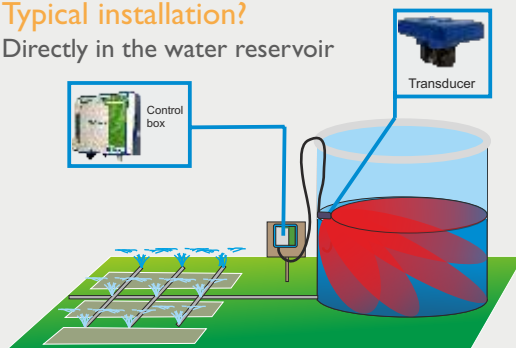 Typical installation?
Directly in the water reservoir
Transducer
Control
box